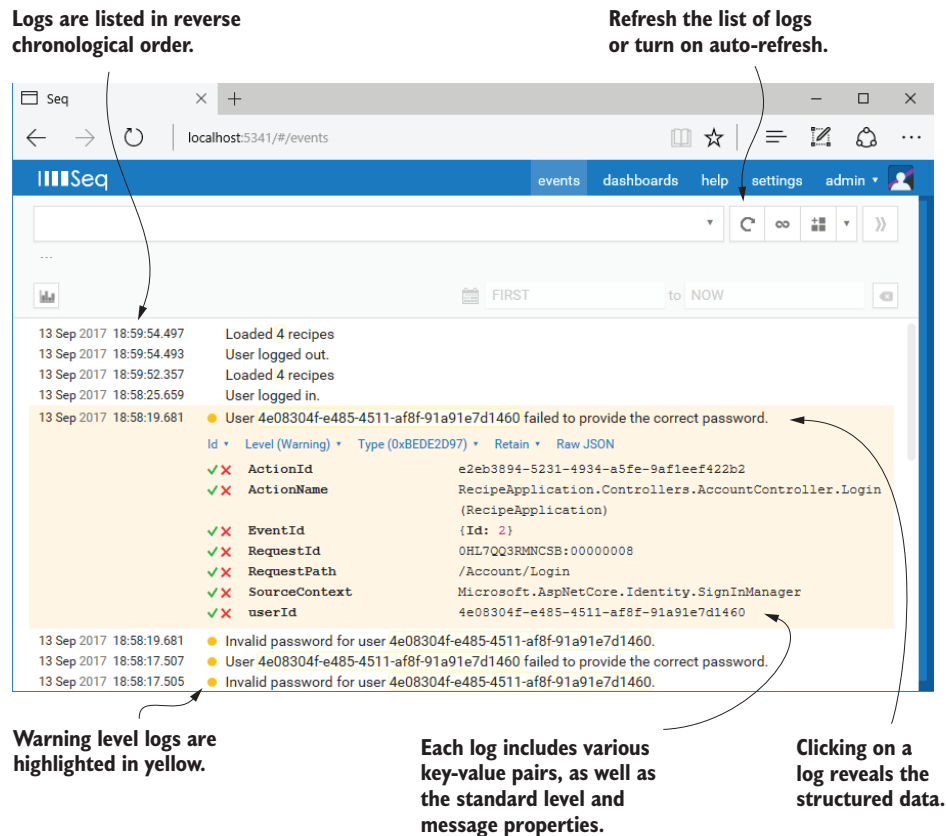 Logs are listed in reverse
chronological order.
Refresh the list of logs
or turn on auto-refresh.
Seq
localhost:5341/#/events
Seq
events dashboards help settings admin
...
FIRST to NOW
13 Sep 2017 18:59:54.497 Loaded 4 recipes
13 Sep 2017 18:59:54.493 User logged out.
13 Sep 2017 18:59:52.357 Loaded 4 recipes
13 Sep 2017 18:58:25.659 User logged in.
13 Sep 2017 18:58:19.681 User 4e08304f-e485-4511-af8f-91a91e7d1460 failed to provide the correct password.
Id Level (Warning) Type (0xBEDE2D97) Retain Raw JSON
ActionId e2eb3894-5231-4934-a5fe-9af1eef422b2
ActionName RecipeApplication.Controllers.AccountController.Login
(RecipeApplication)
EventId {Id: 2}
RequestId 0HL7QQ3RMNCSB:00000008
RequestPath /Account/Login
SourceContext Microsoft.AspNetCore.Identity.SignInManager
userId 4e08304f-e485-4511-af8f-91a91e7d1460
13 Sep 2017 18:58:19.681 Invalid password for user 4e08304f-e485-4511-af8f-91a91e7d1460.
13 Sep 2017 18:58:17.507 User 4e08304f-e485-4511-af8f-91a91e7d1460 failed to provide the correct password.
13 Sep 2017 18:58:17.505 Invalid password for user 4e08304f-e485-4511-af8f-91a91e7d1460.
Warning level logs are
highlighted in yellow.
Each log includes various
key-value pairs, as well as
the standard level and
message properties.
Clicking on a
log reveals the
structured data.